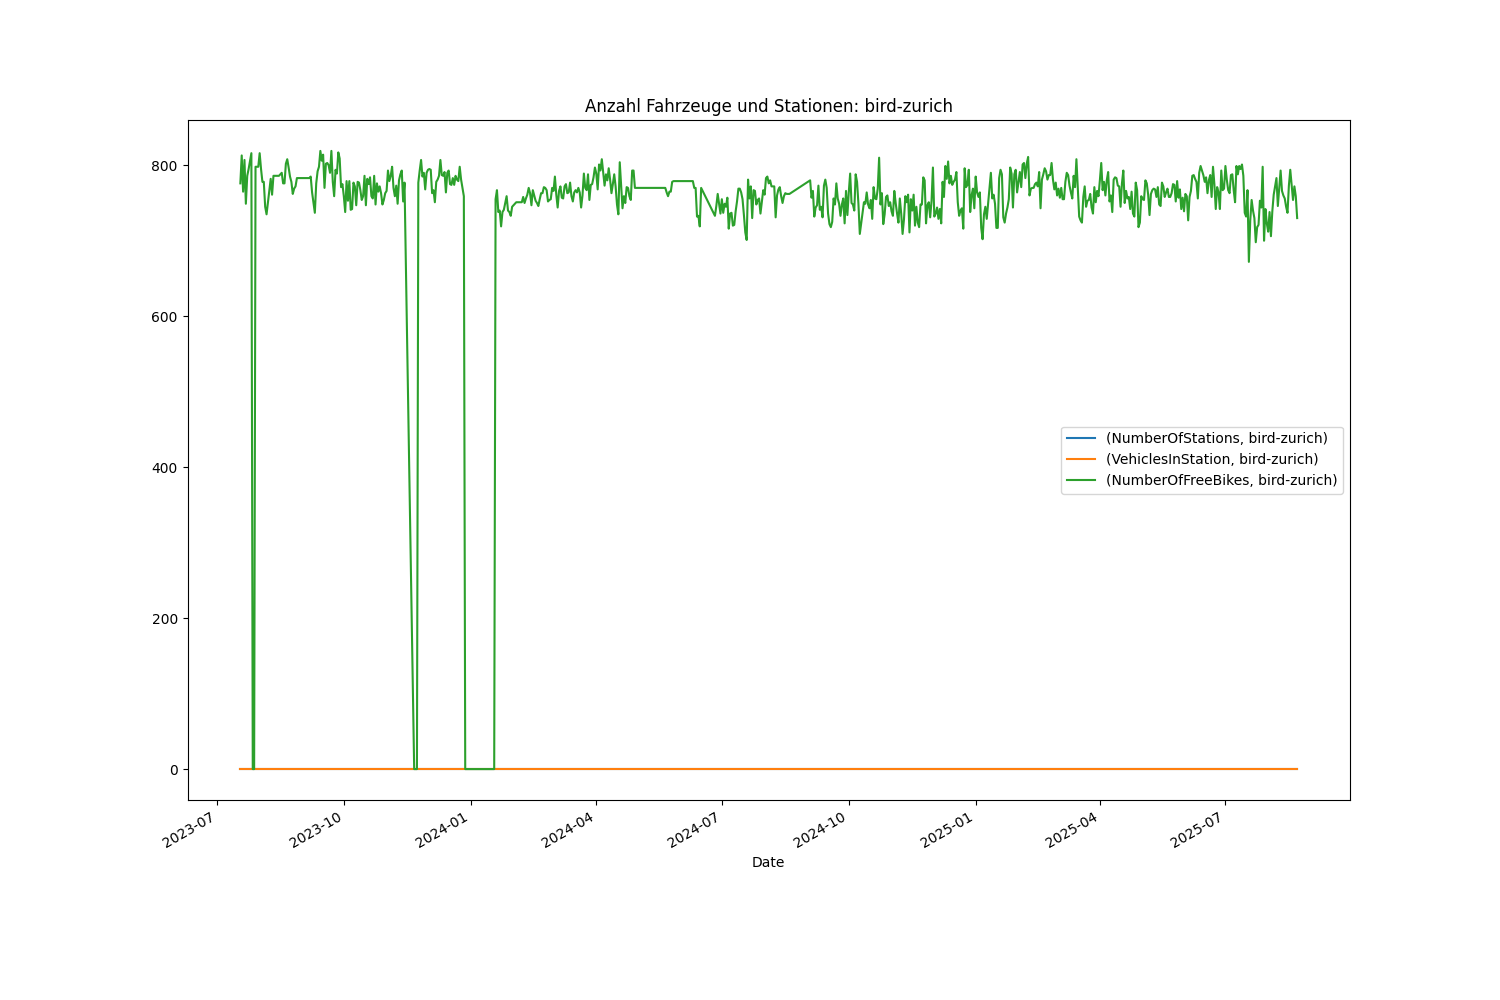 Anzahl Fahrzeuge und Stationen: bird-zurich
800
600
400
200
0
(NumberOfStations, bird-zurich)
(VehiclesInStation, bird-zurich)
(NumberOfFreeBikes, bird-zurich)
2023-07
2023-10
2024-01
2024-04
2024-07
2024-10
2025-01
2025-04
2025-07
Date